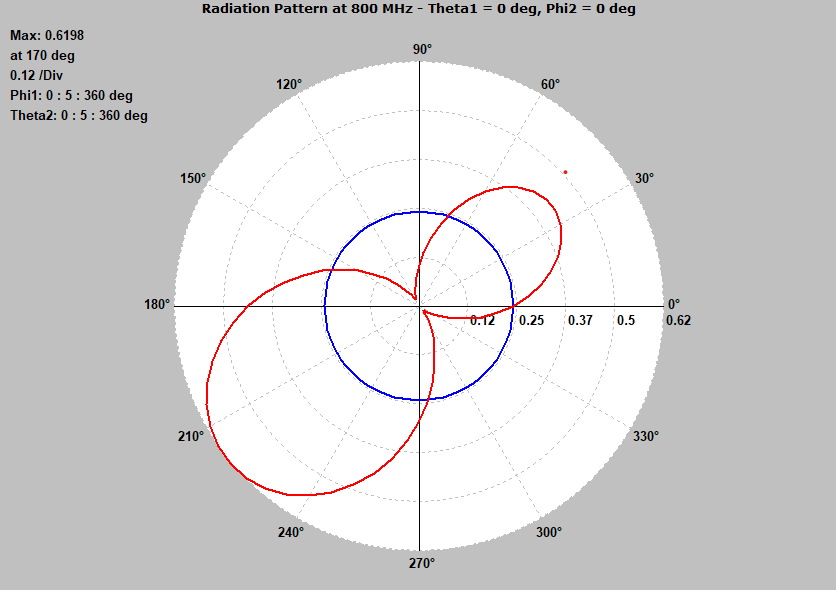 Radiation Pattern at 800 MHz - Theta1 = 0 deg, Phi2 = 0 deg
Max: 0.6198
at 170 deg
0.12 /Div
Phi1: 0 : 5 : 360 deg
Theta2: 0 : 5 : 360 deg
90°
120°
60°
150°
30°
180°
0°
0.12
0.25
0.37
0.5
0.62
210°
330°
240°
300°
270°